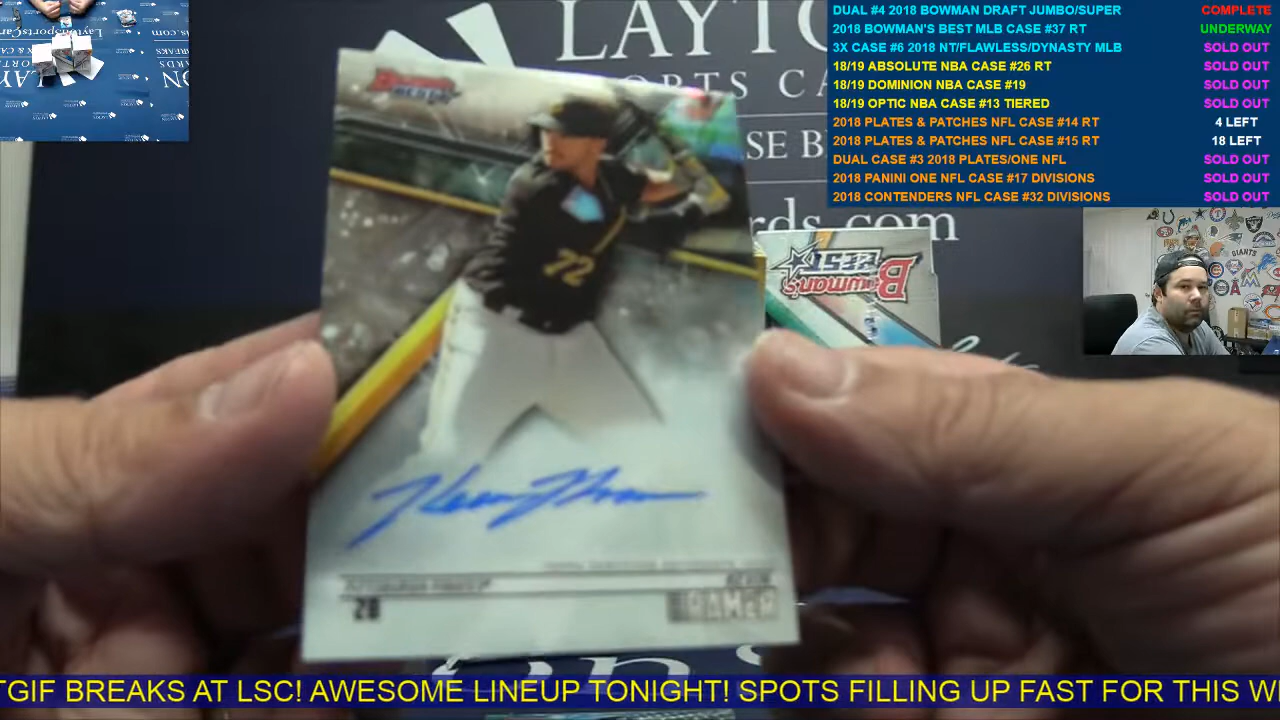 DUAL #4 2018 BOWMAN DRAFT JUMBO/SUPER COMPLETE
2018 BOWMAN'S BEST MLB CASE #37 RT UNDERWAY
3X CASE #6 2018 NT/FLAWLESS/DYNASTY MLB SOLD OUT
18/19 ABSOLUTE NBA CASE #26 RT SOLD OUT
18/19 DOMINION NBA CASE #19 SOLD OUT
18/19 OPTIC NBA CASE #13 TIERED SOLD OUT
2018 PLATES & PATCHES NFL CASE #14 RT 4 LEFT
2018 PLATES & PATCHES NFL CASE #15 RT 18 LEFT
DUAL CASE #3 2018 PLATES/ONE NFL SOLD OUT
2018 PANINI ONE NFL CASE #17 DIVISIONS SOLD OUT
2018 CONTENDERS NFL CASE #32 DIVISIONS SOLD OUT
LAYTO
SE B
rds.com
Bowman's
BEST
Bowman's
BEST
GIANTS
72
KEVIN
KRAMER
TGIF BREAKS AT LSC! AWESOME LINEUP TONIGHT! SPOTS FILLING UP FAST FOR THIS W